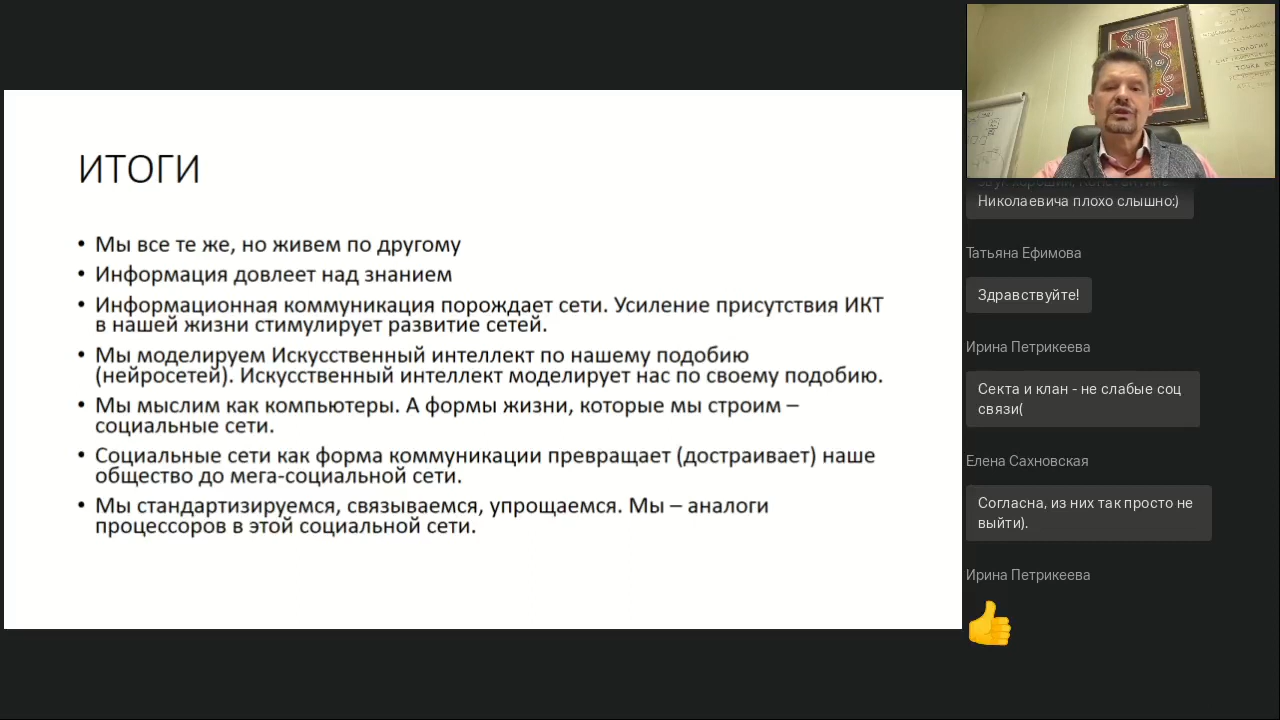 ИТОГИ
• Мы все те же, но живем по другому
• Информация довлеет над знанием
• Информационная коммуникация порождает сети. Усиление присутствия ИКТ
в нашей жизни стимулирует развитие сетей.
• Мы моделируем Искусственный интеллект по нашему подобию
(нейросетей). Искусственный интеллект моделирует нас по своему подобию.
• Мы мыслим как компьютеры. А формы жизни, которые мы строим –
социальные сети.
• Социальные сети как форма коммуникации превращает (достраивает) наше
общество до мега-социальной сети.
• Мы стандартизируемся, связываемся, упрощаемся. Мы – аналоги
процессоров в этой социальной сети.
Николаевича плохо слышно:)
Татьяна Ефимова
Здравствуйте!
Ирина Петрикеева
Секта и клан - не слабые соц
связи(
Елена Сахновская
Согласна, из них так просто не
выйти).
Ирина Петрикеева